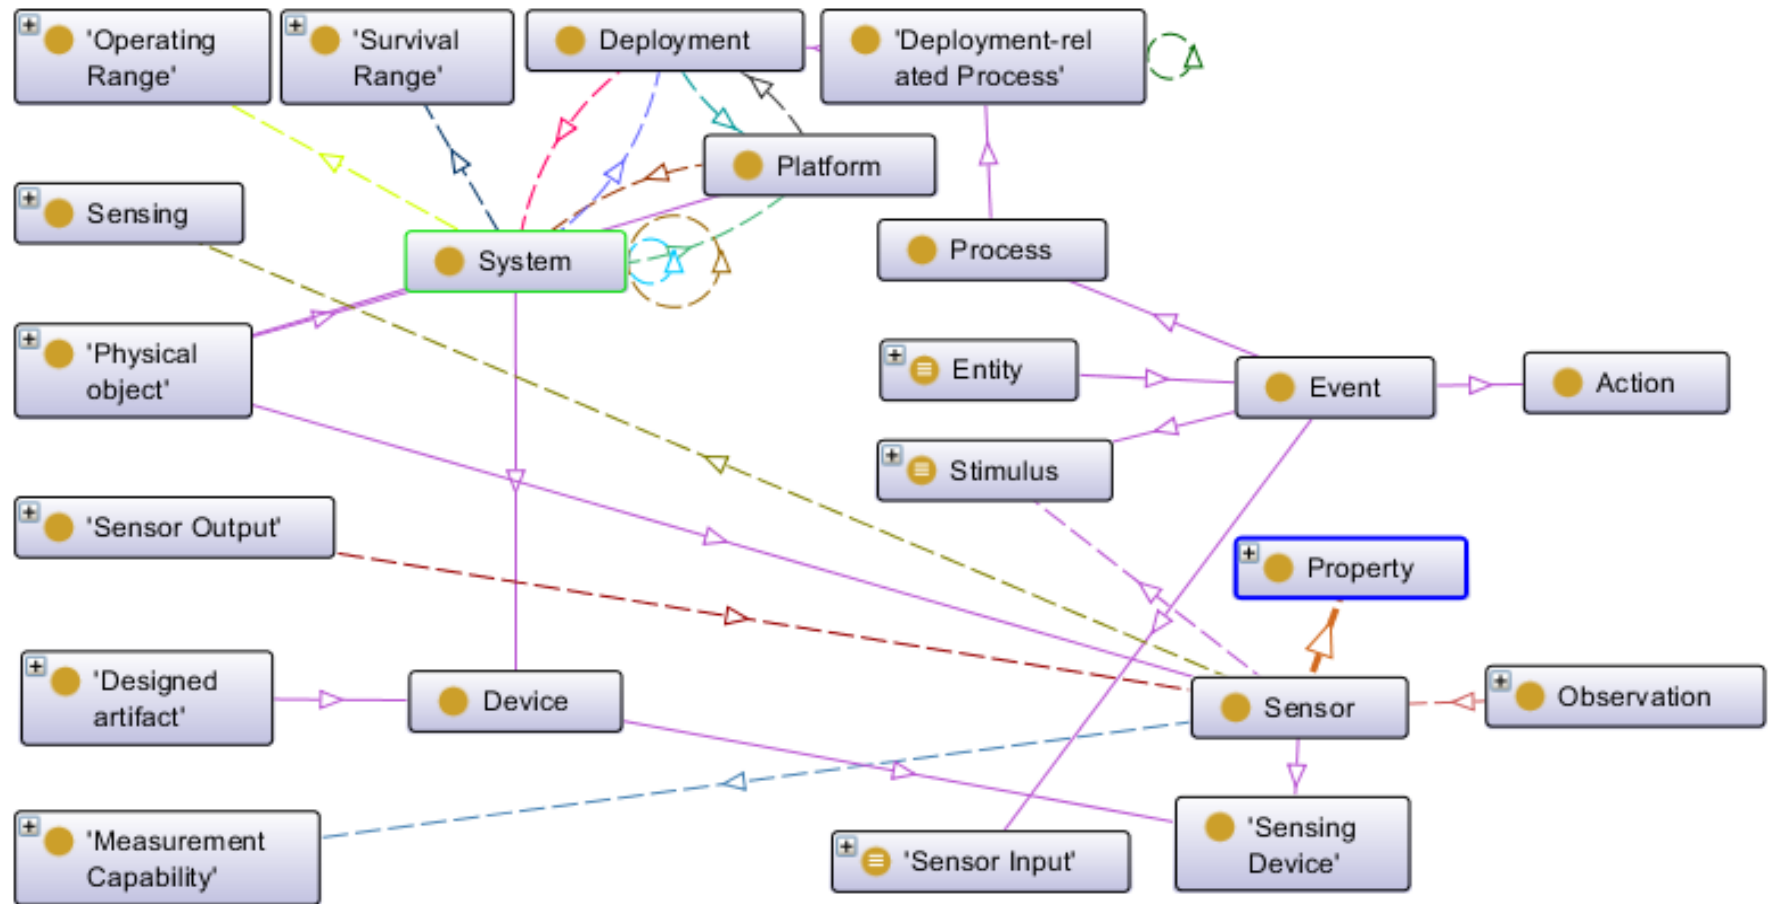 'Operating
Range'
'Survival
Range'
Deployment
'Deployment-rel
ated Process'
Platform
Sensing
System
Process
'Physical
object'
Entity
Event
Action
Stimulus
'Sensor Output'
Property
'Designed
artifact'
Device
Sensor
Observation
'Measurement
Capability'
'Sensor Input'
'Sensing
Device'